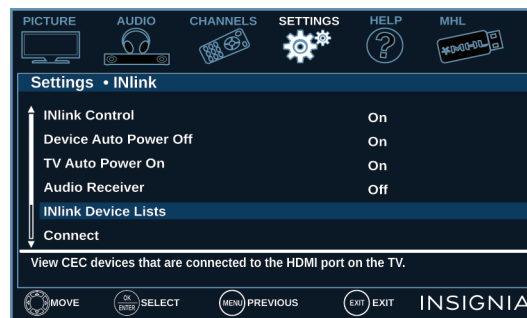 PICTURE AUDIO CHANNELS SETTINGS HELP MHL
MHL
Settings • INlink
INlink Control On
Device Auto Power Off On
TV Auto Power On On
Audio Receiver Off
INlink Device Lists
Connect
View CEC devices that are connected to the HDMI port on the TV.
MOVE OK ENTER SELECT MENU PREVIOUS EXIT EXIT INSIGNIA